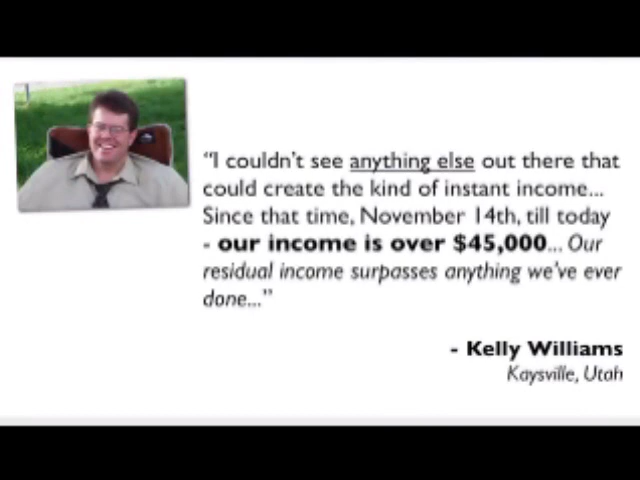 “I couldn’t see anything else out there that
could create the kind of instant income...
Since that time, November 14th, till today
- our income is over $45,000... Our
residual income surpasses anything we’ve ever
done...”
- Kelly Williams
Kaysville, Utah